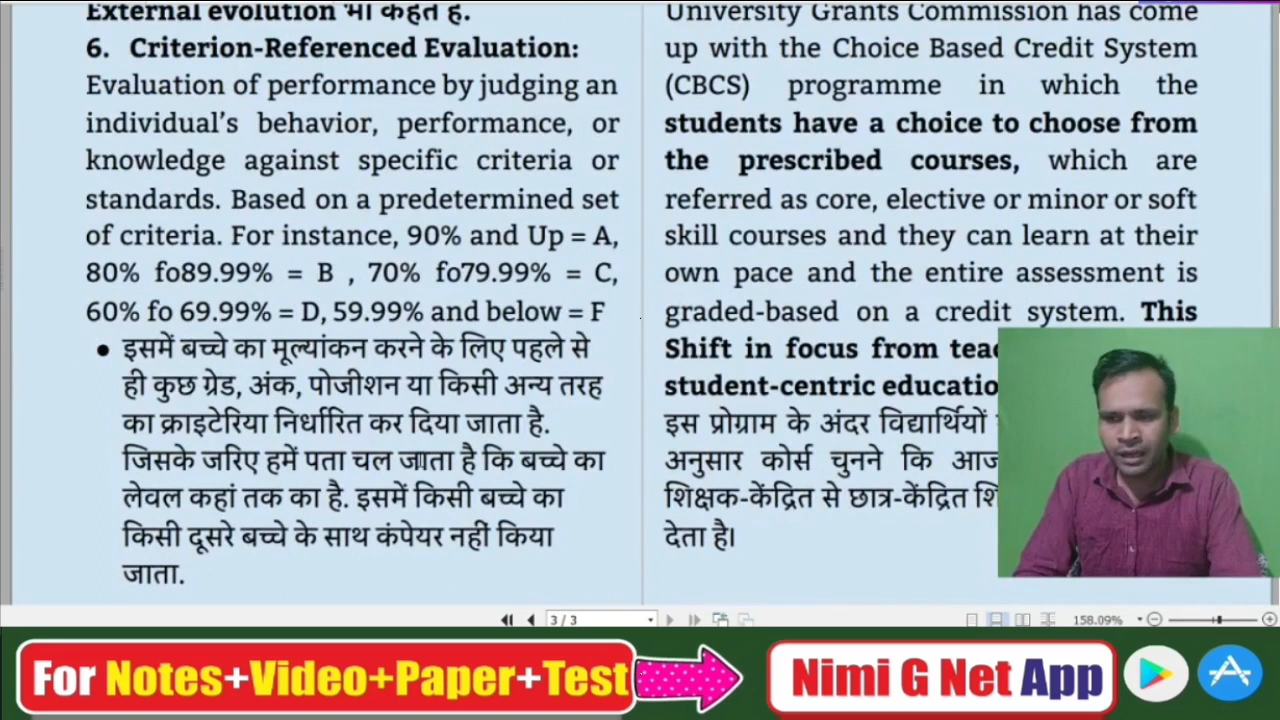 External evolution भी कहते हैं.
6. Criterion-Referenced Evaluation:
Evaluation of performance by judging an
individual's behavior, performance, or
knowledge against specific criteria or
standards. Based on a predetermined set
of criteria. For instance, 90% and Up = A,
80% fo89.99% = B , 70% fo79.99% = C,
60% fo 69.99% = D, 59.99% and below = F
• इसमें बच्चे का मूल्यांकन करने के लिए पहले से
ही कुछ ग्रेड, अंक, पोजीशन या किसी अन्य तरह
का क्राइटेरिया निर्धारित कर दिया जाता है.
जिसके जरिए हमें पता चल जाता है कि बच्चे का
लेवल कहां तक का है. इसमें किसी बच्चे का
किसी दूसरे बच्चे के साथ कंपेयर नहीं किया
जाता.
University Grants Commission has come
up with the Choice Based Credit System
(CBCS) programme in which the
students have a choice to choose from
the prescribed courses, which are
referred as core, elective or minor or soft
skill courses and they can learn at their
own pace and the entire assessment is
graded-based on a credit system. This
Shift in focus from
student-centric
इस प्रोग्राम के अंदर विद्यार्थियों
अनुसार कोर्स चुनने कि
शिक्षक-केंद्रित से छात्र-केंद्रित
देता है।
3 / 3
158.09%
For Notes+Video+Paper+Test
Nimi G Net App